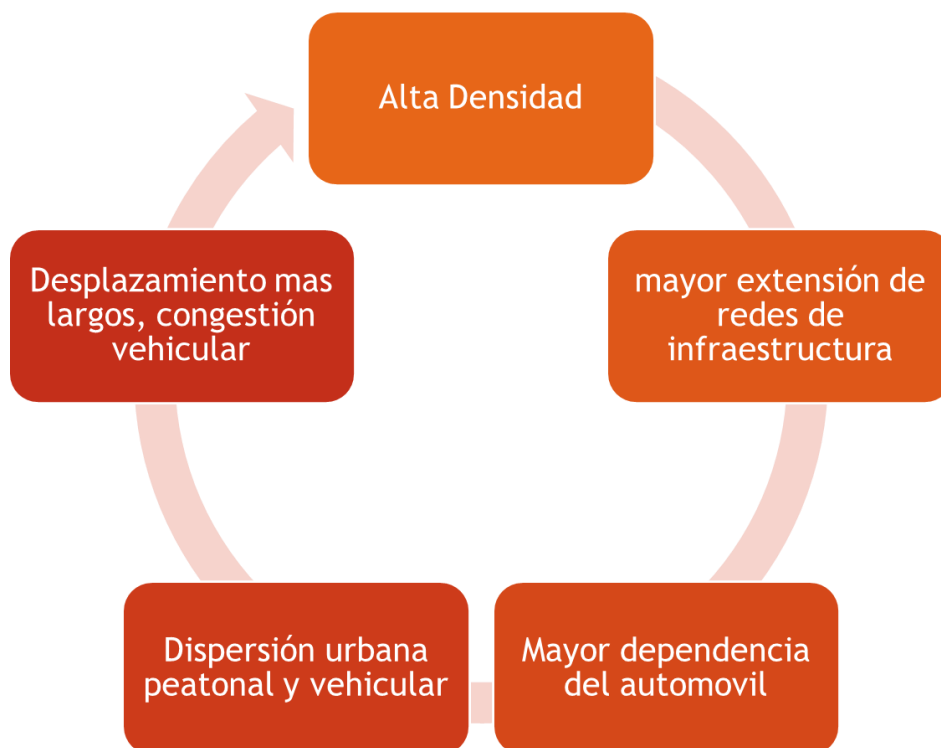 Alta Densidad
mayor extensión de
redes de
infraestructura
Mayor dependencia
del automovil
Dispersión urbana
peatonal y vehicular
Desplazamiento mas
largos, congestión
vehicular